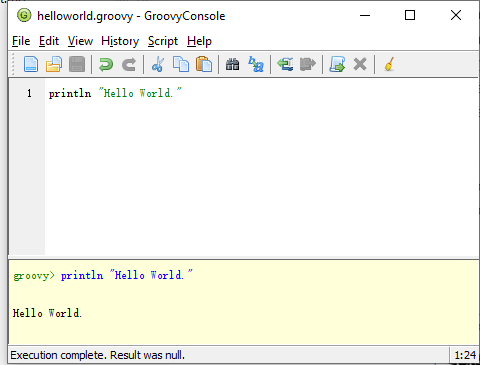 helloworld.groovy - GroovyConsole
File Edit View History Script Help
1 println "Hello World."
groovy> println "Hello World."
Hello World.
Execution complete. Result was null. 1:24